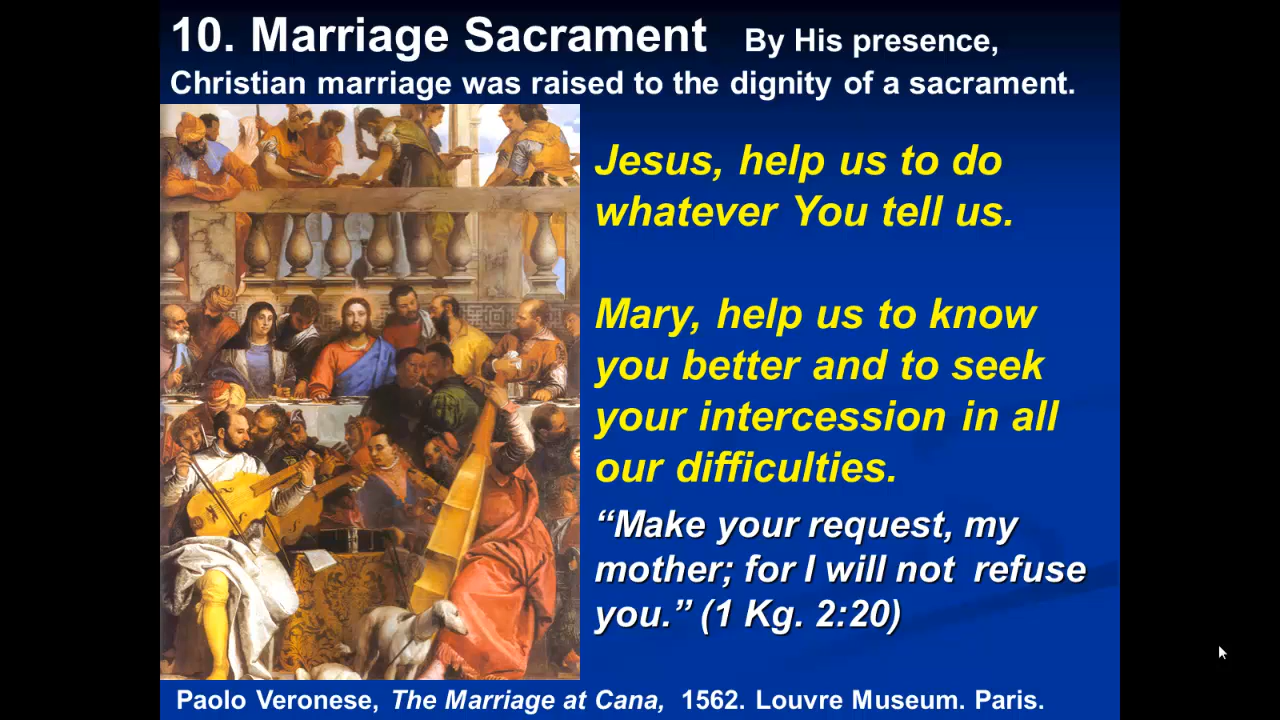 10. Marriage Sacrament By His presence,
Christian marriage was raised to the dignity of a sacrament.
Jesus, help us to do
whatever You tell us.
Mary, help us to know
you better and to seek
your intercession in all
our difficulties.
“Make your request, my
mother; for I will not refuse
you.” (1 Kg. 2:20)
Paolo Veronese, The Marriage at Cana, 1562. Louvre Museum. Paris.